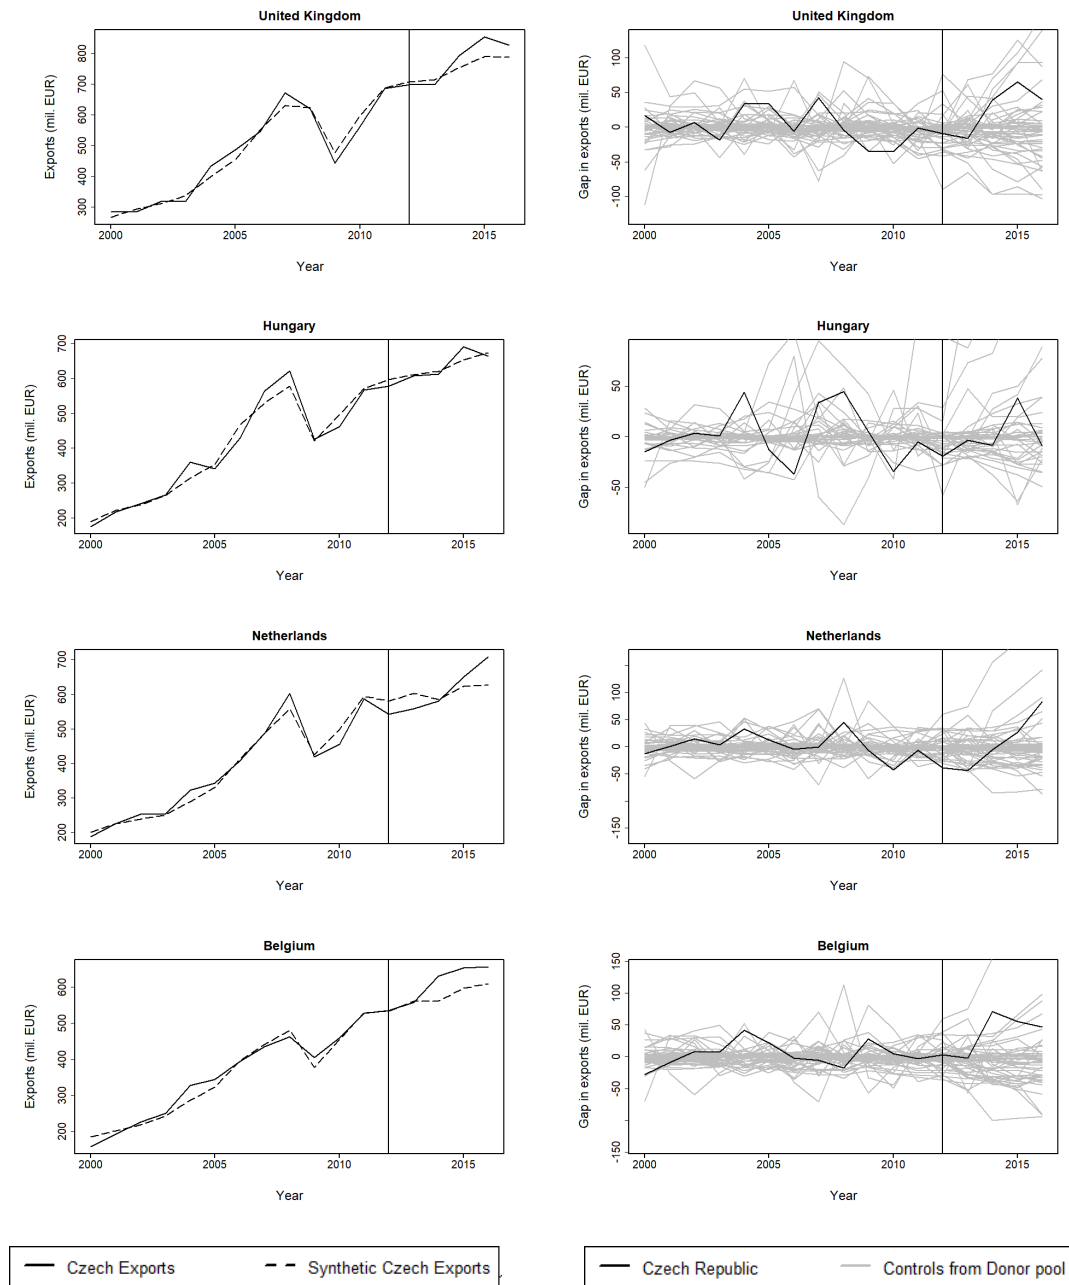 United Kingdom
Exports (mil. EUR)
300 400 500 600 700 800
2000 2005 2010 2015
Year
United Kingdom
Gap in exports (mil. EUR)
-100 -50 0 50 100
2000 2005 2010 2015
Year
Hungary
Exports (mil. EUR)
200 300 400 500 600 700
2000 2005 2010 2015
Year
Hungary
Gap in exports (mil. EUR)
-50 0 50
2000 2005 2010 2015
Year
Netherlands
Exports (mil. EUR)
200 300 400 500 600 700
2000 2005 2010 2015
Year
Netherlands
Gap in exports (mil. EUR)
-150 -50 0 50 100
2000 2005 2010 2015
Year
Belgium
Exports (mil. EUR)
200 300 400 500 600
2000 2005 2010 2015
Year
Belgium
Gap in exports (mil. EUR)
-150 -50 0 50 100 150
2000 2005 2010 2015
Year
Czech Exports
Synthetic Czech Exports
Czech Republic
Controls from Donor pool